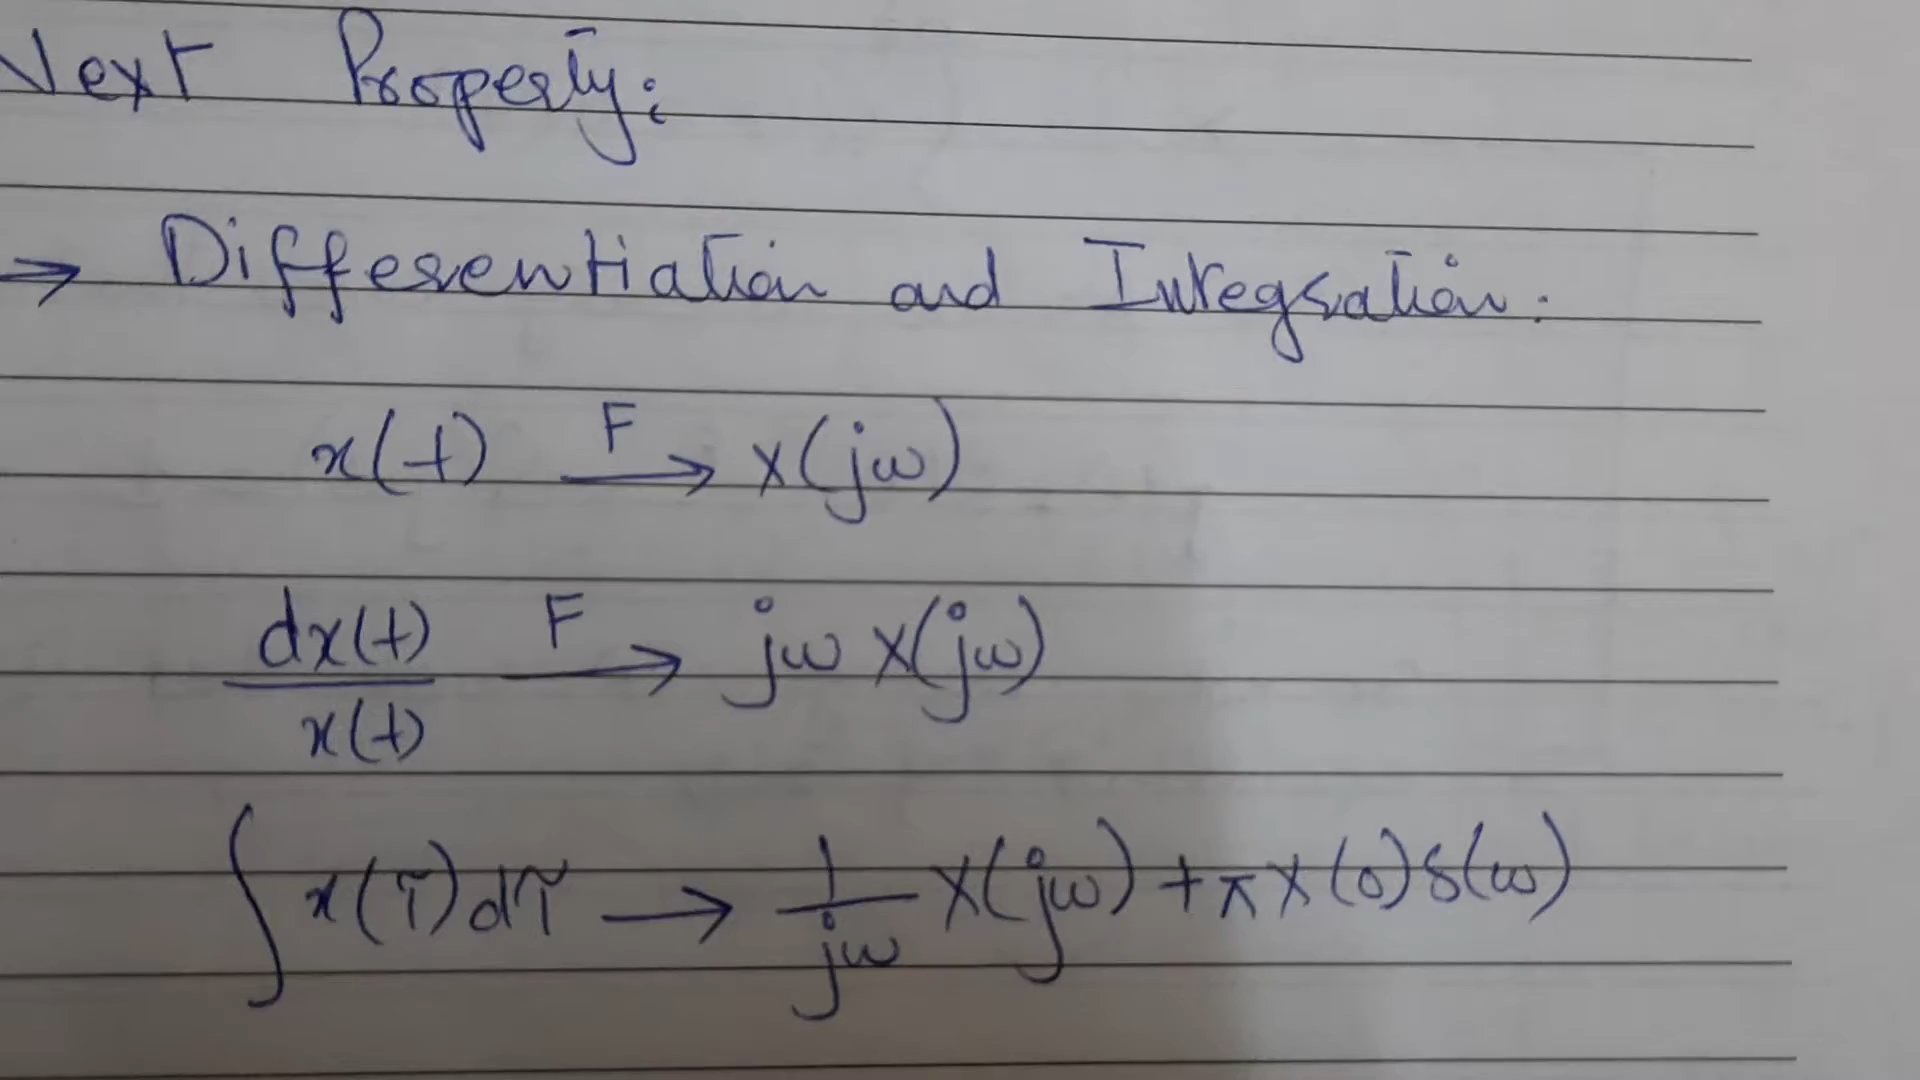 Next Property:
→ Differentiation and Integration:
x(t) F→ X(jω)
dx(t)/x(t) F→ jω X(jω)
∫x(τ)dτ → 1/jω X(jω) + πX(0)δ(ω)